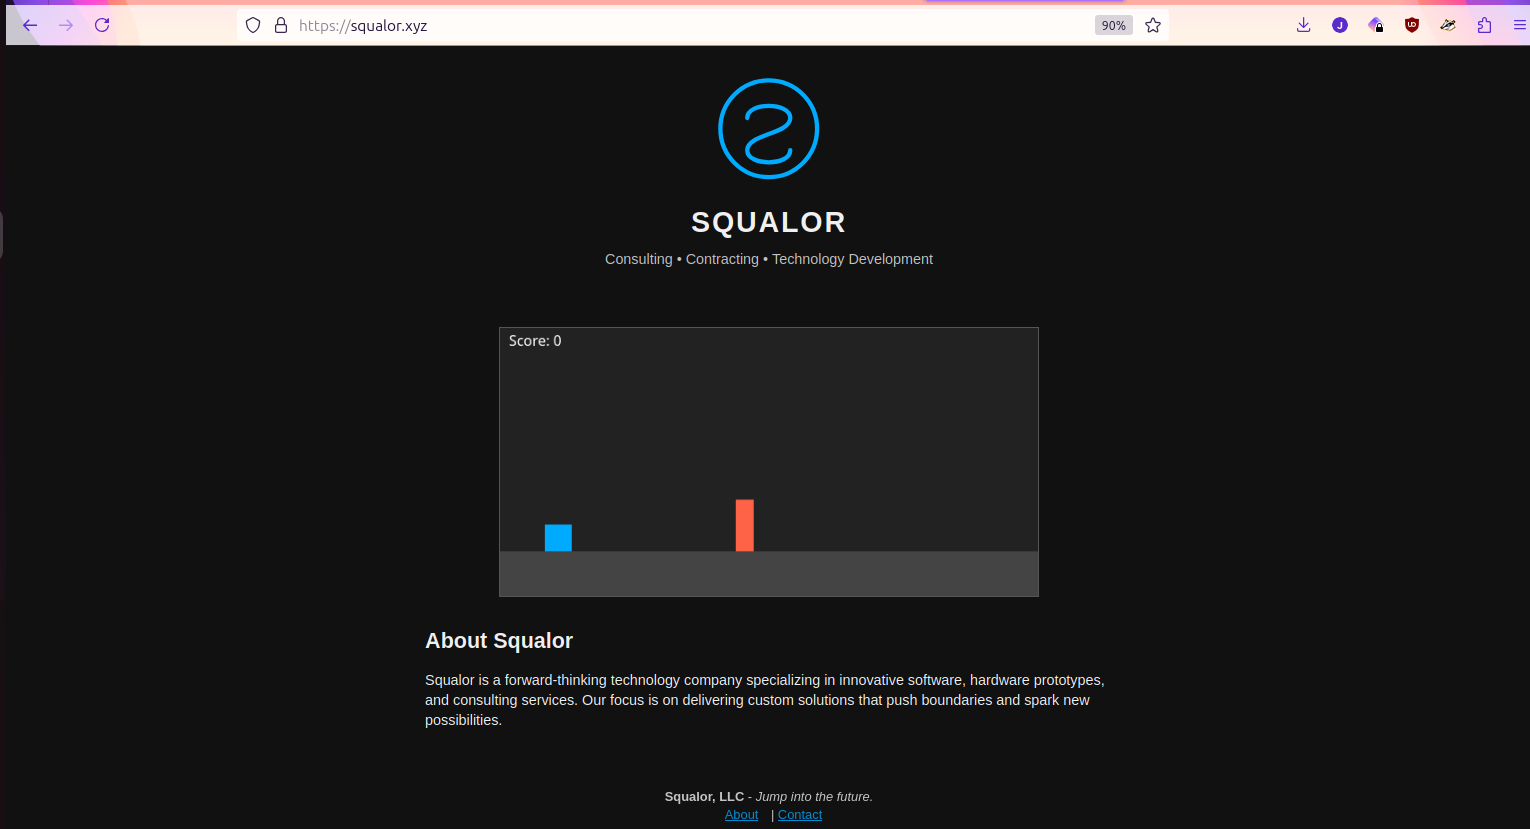 https://squalor.xyz
90%
J
UO
SQUALOR
Consulting • Contracting • Technology Development
Score: 0
About Squalor
Squalor is a forward-thinking technology company specializing in innovative software, hardware prototypes,
and consulting services. Our focus is on delivering custom solutions that push boundaries and spark new
possibilities.
Squalor, LLC - Jump into the future.
About | Contact